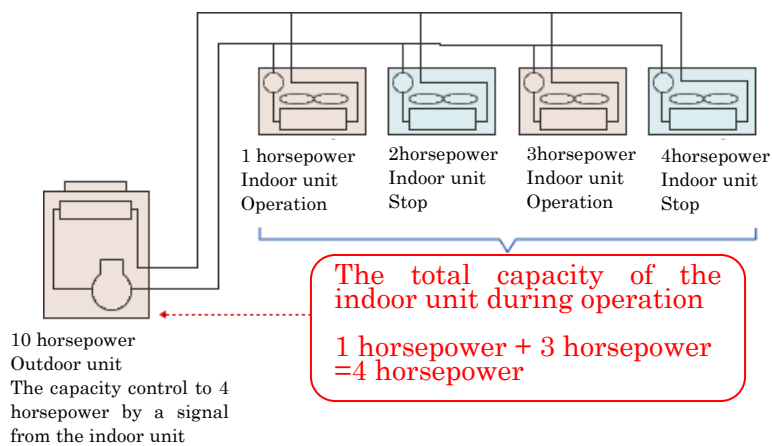 1 horsepower
Indoor unit
Operation
2horsepower
Indoor unit
Stop
3horsepower
Indoor unit
Operation
4horsepower
Indoor unit
Stop
The total capacity of the
indoor unit during operation
1 horsepower + 3 horsepower
=4 horsepower
10 horsepower
Outdoor unit
The capacity control to 4
horsepower by a signal
from the indoor unit